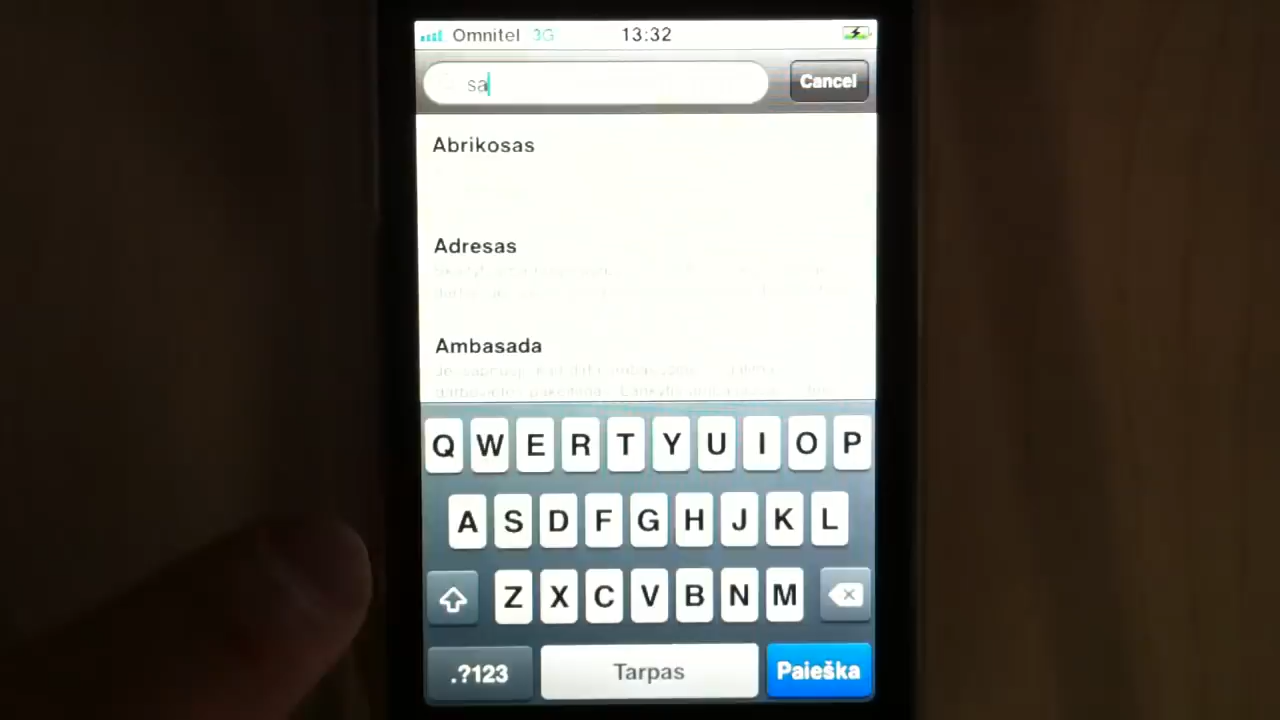 Omnitel 3G 13:32
sa Cancel
Abrikosas
Adresas
Ambasada
Q W E R T Y U I O P
A S D F G H J K L
Z X C V B N M
.?123 Tarpas Paieška